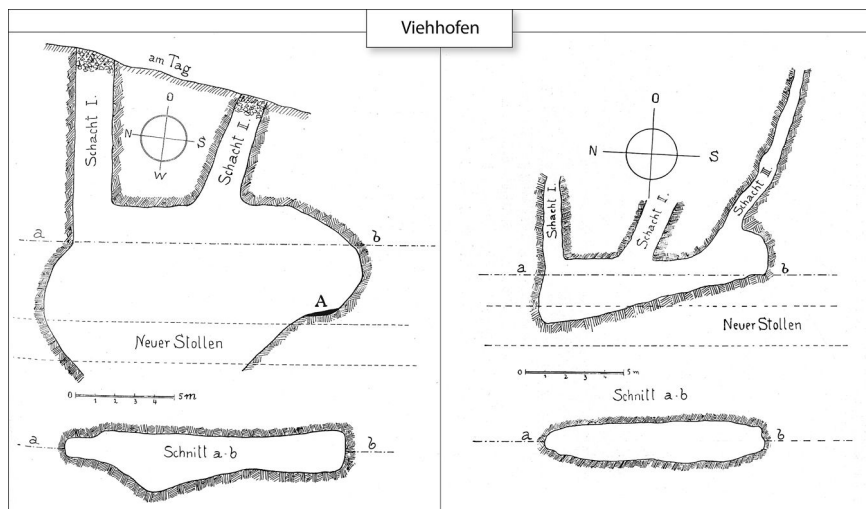 Viehhofen
am Tag
Schacht I.
Schacht II.
O
N
S
W
a
b
A
Neuer Stollen
0 1 2 3 4 5m
a
b
Schnitt a-b
O
N
S
Schacht I.
Schacht II.
Schacht III.
a
b
Neuer Stollen
0 1 2 3 4 5m
Schnitt a-b
a
b